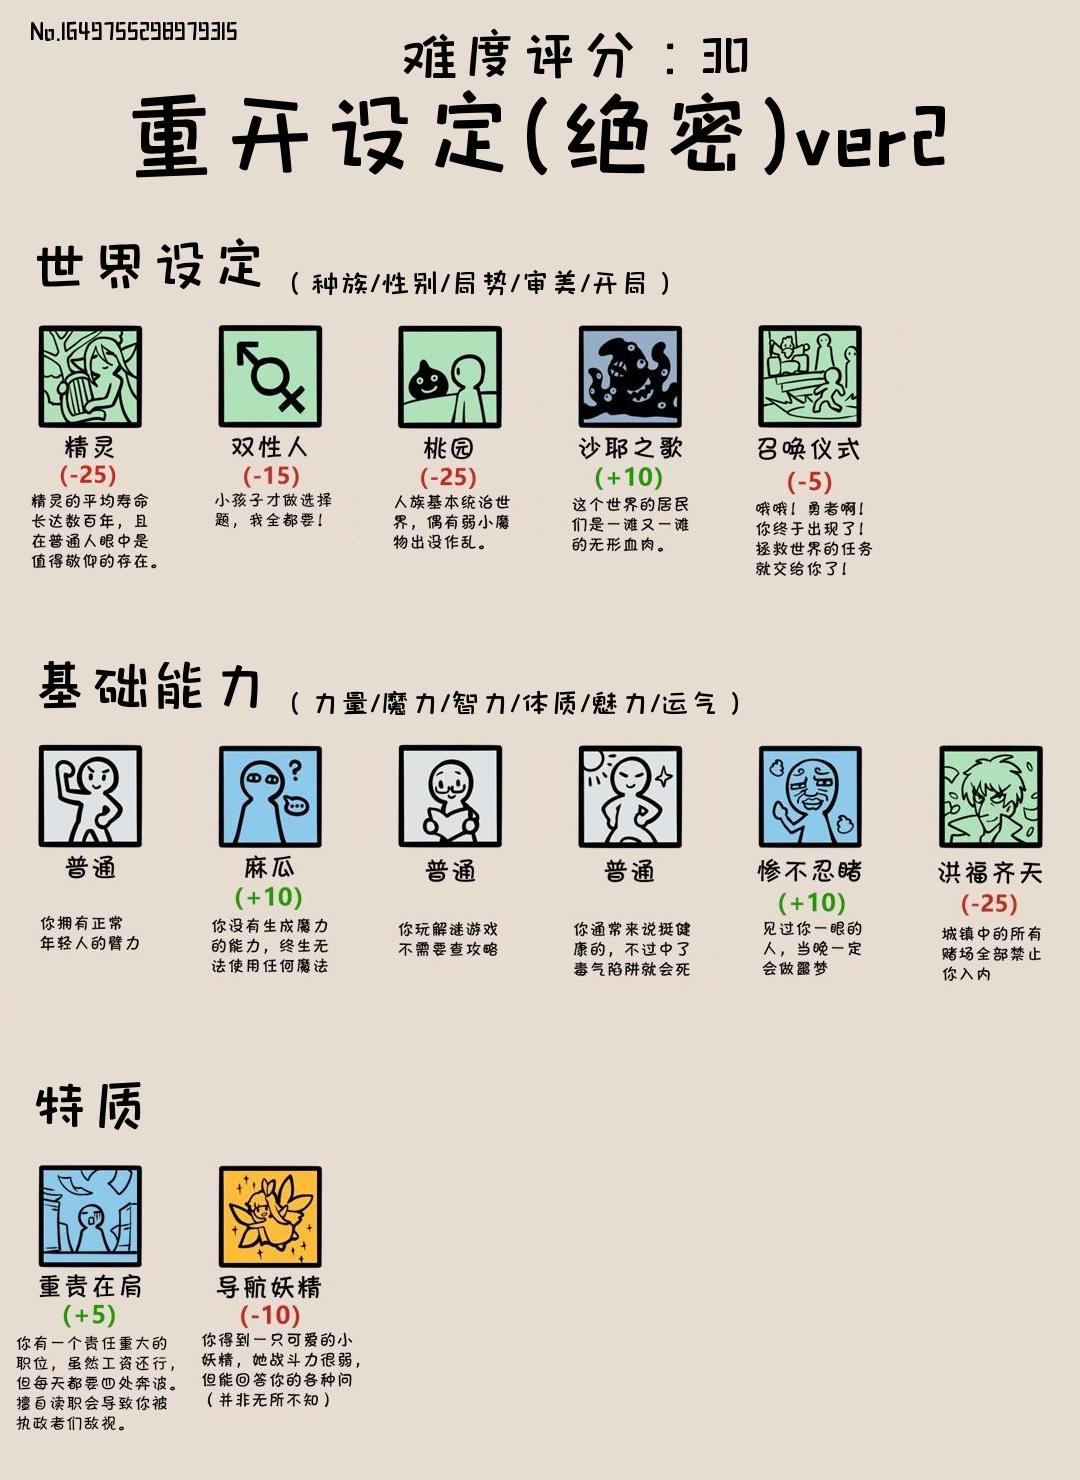 No.1649755298979315
难度评分：30
重开设定(绝密)ver2
世界设定（种族/性别/局势/审美/开局）
精灵 双性人 桃园 沙耶之歌 召唤仪式
(-25) (-15) (-25) (+10) (-5)
精灵的平均寿命
长达数百年，且
在普通人眼中是
值得敬仰的存在。
小孩子才做选择
题，我全都要！
人族基本统治世
界，偶有弱小魔
物出没作乱。
这个世界的居民
们是一滩又一滩
的无形血肉。
哦哦！勇者啊！
你终于出现了！
拯救世界的任务
就交给你了！
基础能力（力量/魔力/智力/体质/魅力/运气）
普通 麻瓜 普通 普通 惨不忍睹 洪福齐天
(+10) (+10) (-25)
你拥有正常
年轻人的臂力
你没有生成魔力
的能力，终生无
法使用任何魔法
你玩解谜游戏
不需要查攻略
你通常来说挺健
康的，不过中了
毒气陷阱就会死
见过你一眼的
人，当晚一定
会做噩梦
城镇中的所有
赌场全部禁止
你入内
特质
重责在肩 导航妖精
(+5) (-10)
你有一个责任重大的
职位，虽然工资还行，
但每天都要四处奔波。
擅自读职会导致你被
执政者们敌视。
你得到一只可爱的小
妖精，她战斗力很弱，
但能回答你的各种问
（并非无所不知）